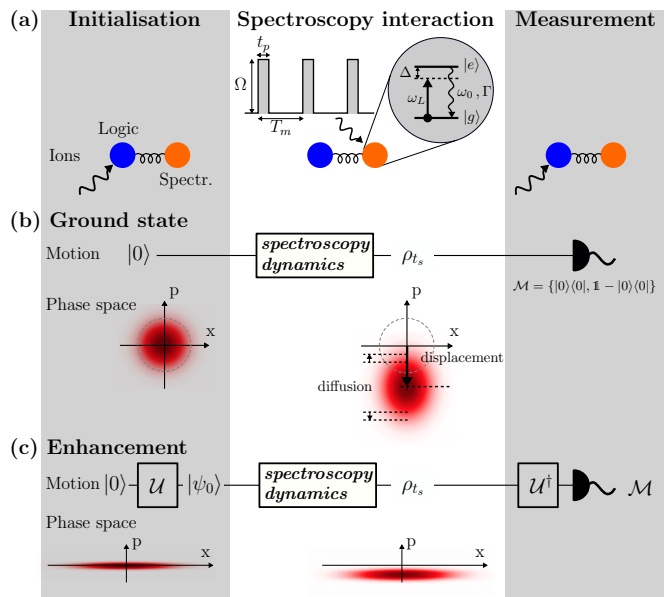 (a) Initialisation Spectroscopy interaction Measurement
t_p
Ω
T_m
Δ |e⟩
ω_L ω_0 , Γ
|g⟩
Logic
Ions
Spectr.
(b) Ground state
Motion |0⟩ spectroscopy dynamics ρ_{t_s}
ℳ = {|0⟩⟨0|, 𝟙 − |0⟩⟨0|}
Phase space
p
x
p
x
displacement
diffusion
(c) Enhancement
Motion |0⟩ 𝒰 |ψ_0⟩ spectroscopy dynamics ρ_{t_s} 𝒰† ℳ
Phase space
p
x
p
x